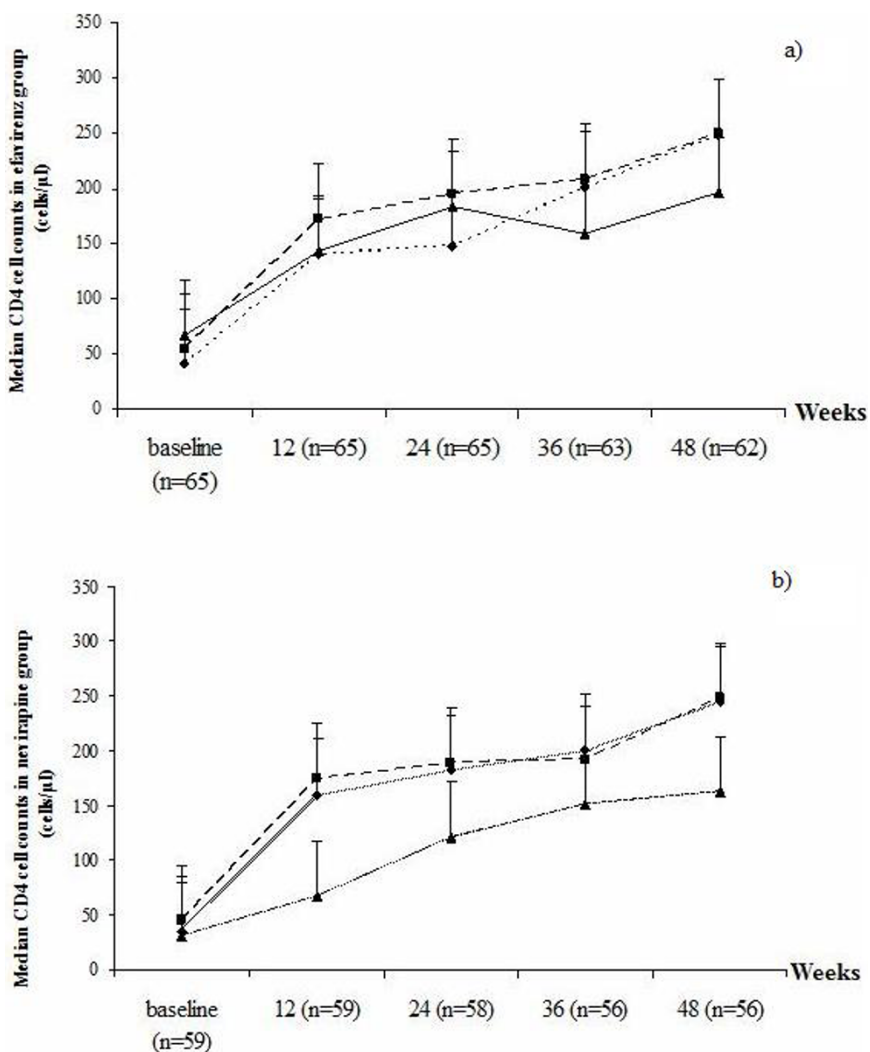 a)
Median CD4 cell counts in efavirenz group
(cells/µl)
350
300
250
200
150
100
50
0
Weeks
baseline
(n=65)
12 (n=65)
24 (n=65)
36 (n=63)
48 (n=62)
b)
Median CD4 cell counts in nevirapine group
(cells/µl)
350
300
250
200
150
100
50
0
Weeks
baseline
(n=59)
12 (n=59)
24 (n=58)
36 (n=56)
48 (n=56)